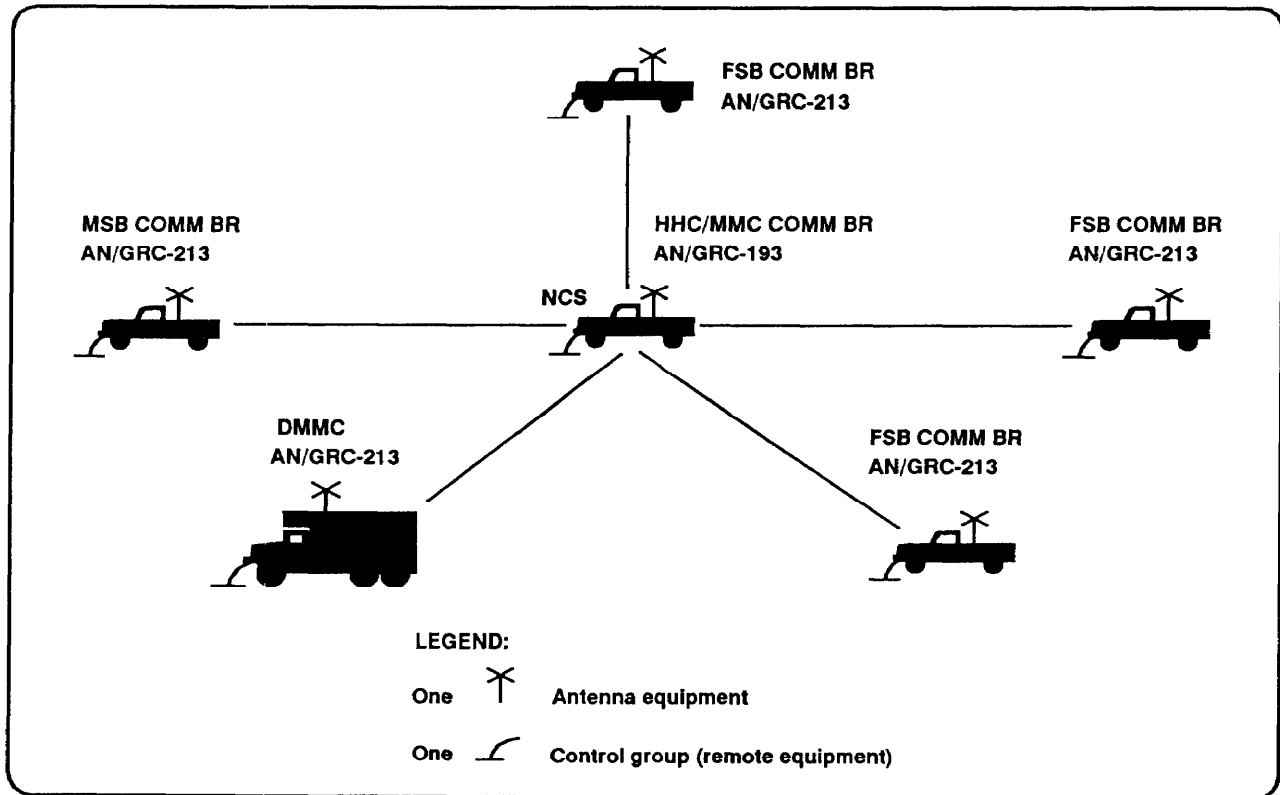 FSB COMM BR
AN/GRC-213
MSB COMM BR
AN/GRC-213
HHC/MMC COMM BR
AN/GRC-193
FSB COMM BR
AN/GRC-213
NCS
DMMC
AN/GRC-213
FSB COMM BR
AN/GRC-213
LEGEND:
One Antenna equipment
One Control group (remote equipment)